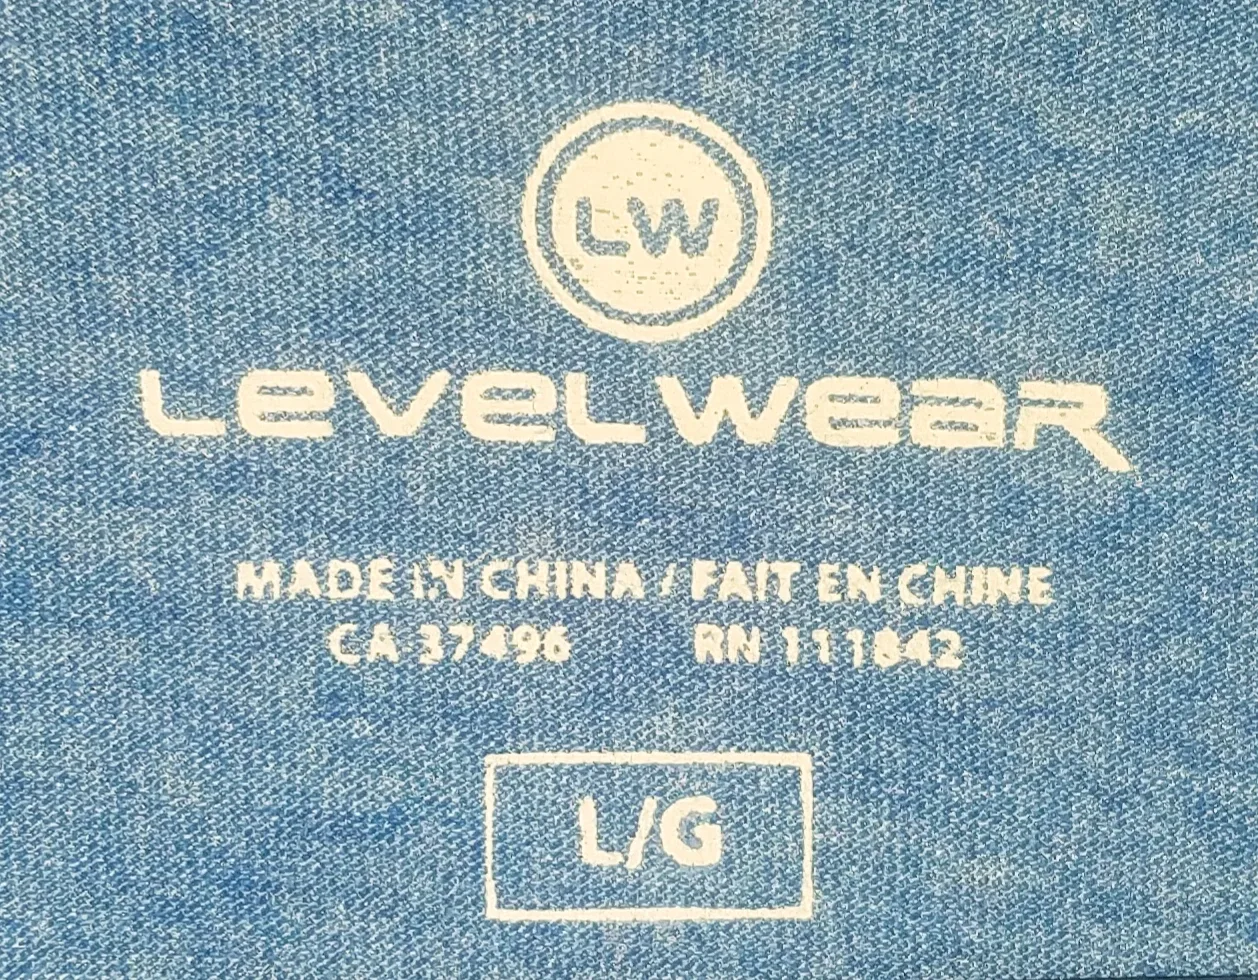 LW
LEVELWEAR
MADE IN CHINA / FAIT EN CHINE
CA 37496 RN 111842
L/G